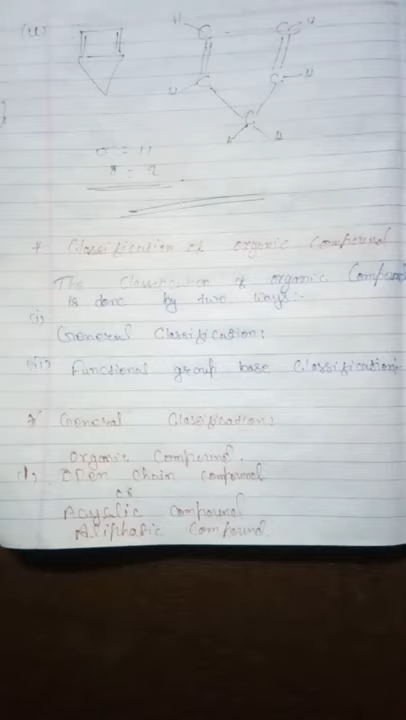 (ii)
H C C H
H C C H
C
H H
σ = 11
π = 2
* Classification of organic Compound
The Classification of organic Compound
is done by two ways:-
(i)
General Classification:
(ii) Functional group base Classification:
* General Classification:
Organic Compound.
(1) Open chain compound
or
Acyclic Compound
Aliphatic Compound.